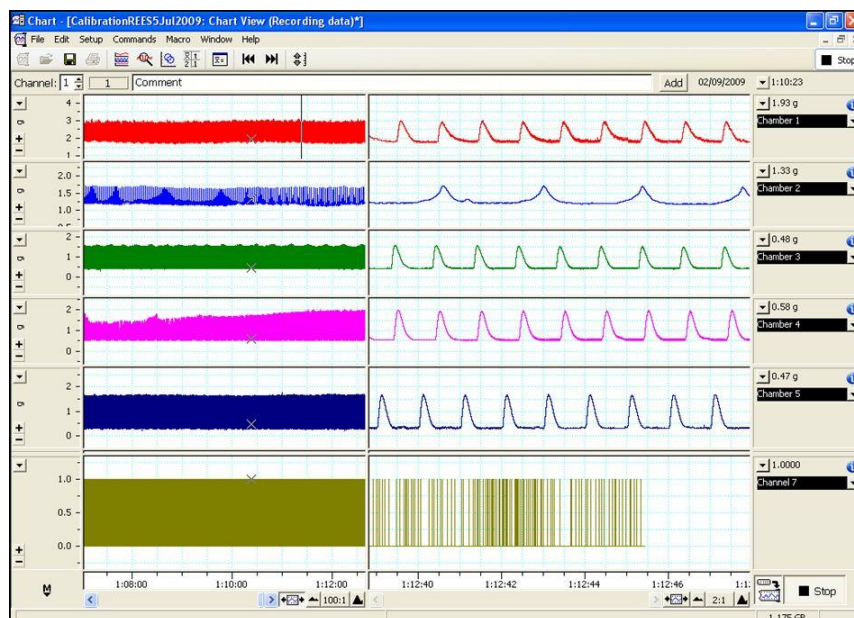 Chart - [CalibrationREES5Jul2009: Chart View (Recording data)*]
File Edit Setup Commands Macro Window Help
Stop
Channel: 1 1 Comment Add 02/09/2009 1:10:23
4
3
2
1
1.93 g
Chamber 1
2.0
1.5
1.0
0.5
1.33 g
Chamber 2
2
1
0
0.48 g
Chamber 3
2
1
0
0.58 g
Chamber 4
2
1
0
0.47 g
Chamber 5
1.0
0.5
0.0
1.0000
Channel 7
1:08:00 1:10:00 1:12:00 1:12:40 1:12:42 1:12:44 1:12:46
M
100:1 2:1 Stop